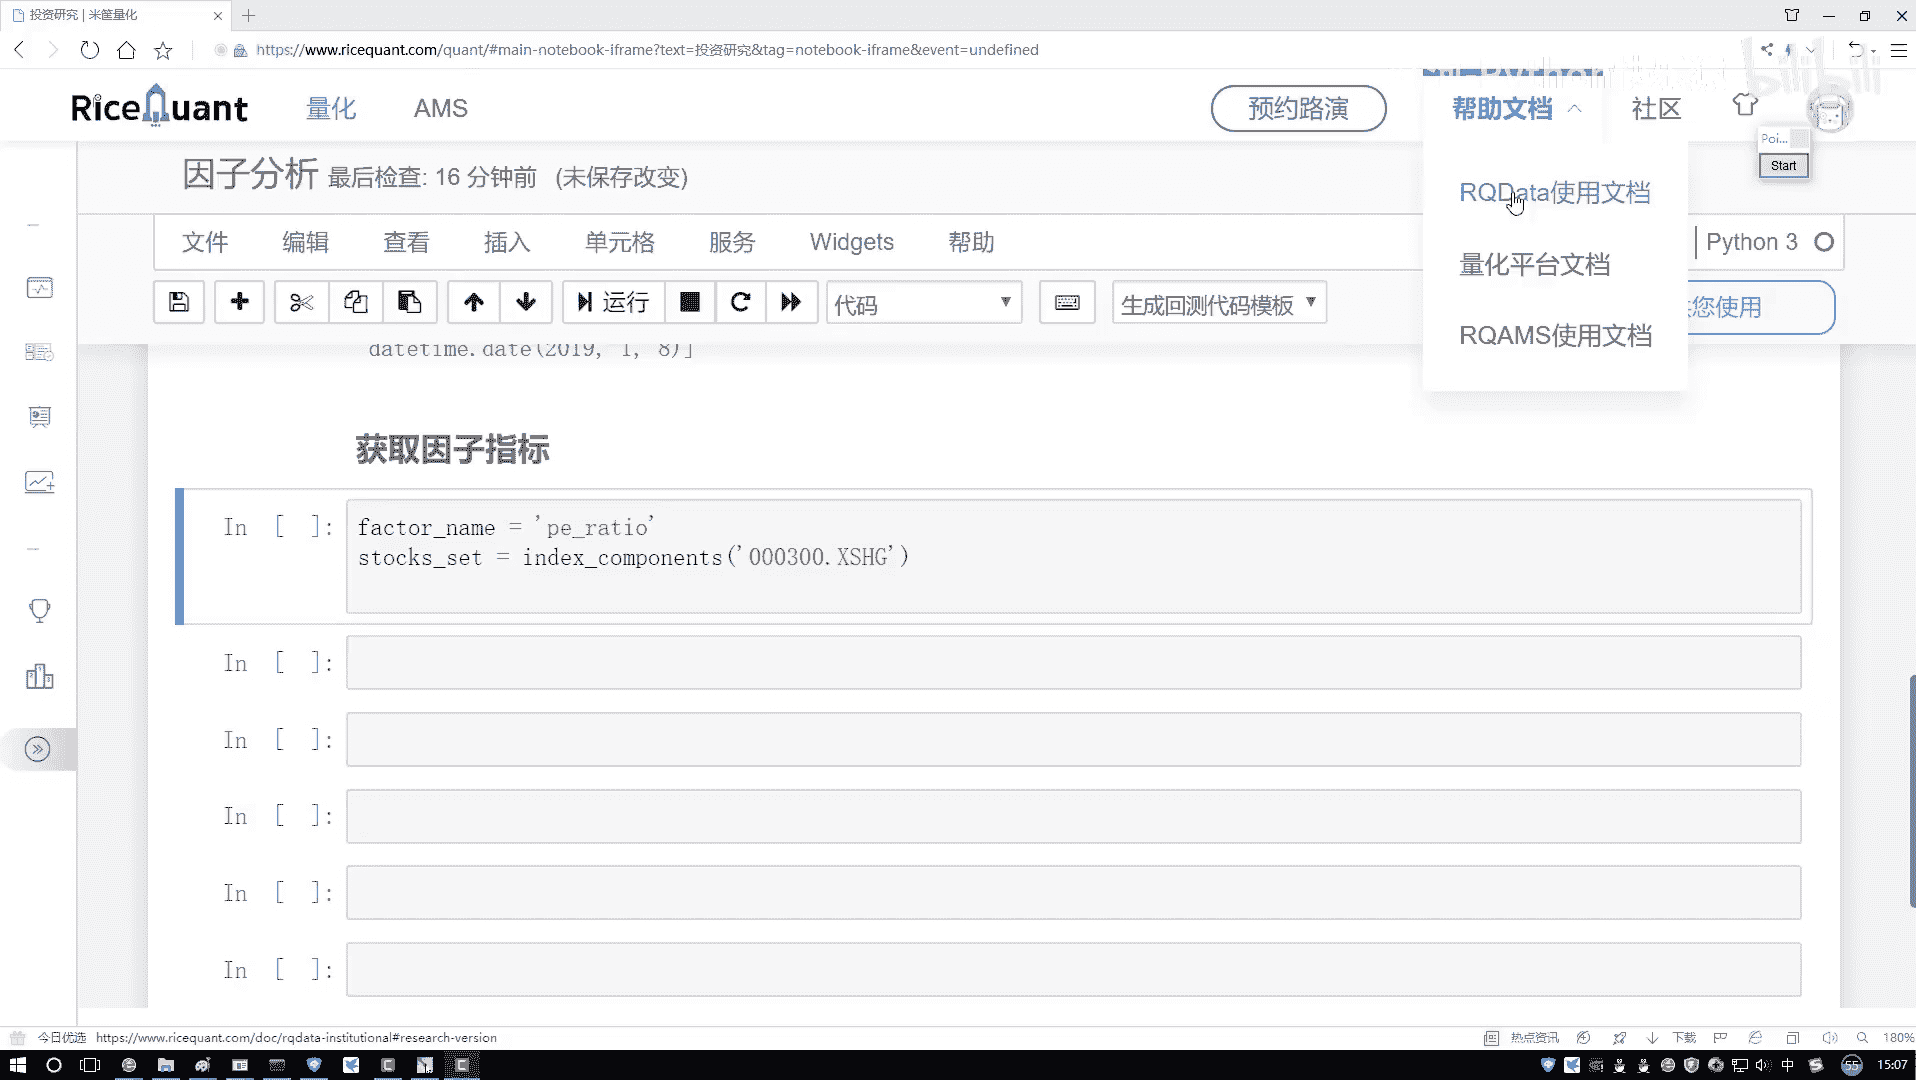 投资研究 | 米筐量化
https://www.ricequant.com/quant/#main-notebook-iframe?text=投资研究&tag=notebook-iframe&event=undefined
bilibili
RiceQuant
量化
AMS
预约路演
帮助文档
社区
Poi...
Start
因子分析 最后检查: 16 分钟前 (未保存改变)
RQData使用文档
量化平台文档
RQAMS使用文档
文件 编辑 查看 插入 单元格 服务 Widgets 帮助
Python 3
运行
代码
生成回测代码模板
您使用
datetime.date(2019, 1, 8)]
获取因子指标
In [ ]:
factor_name = 'pe_ratio'
stocks_set = index_components('000300.XSHG')
In [ ]:
In [ ]:
In [ ]:
In [ ]:
In [ ]:
今日优选 https://www.ricequant.com/doc/rqdata-institutional#research-version
热点资讯
下载
180%
中
55
15:07